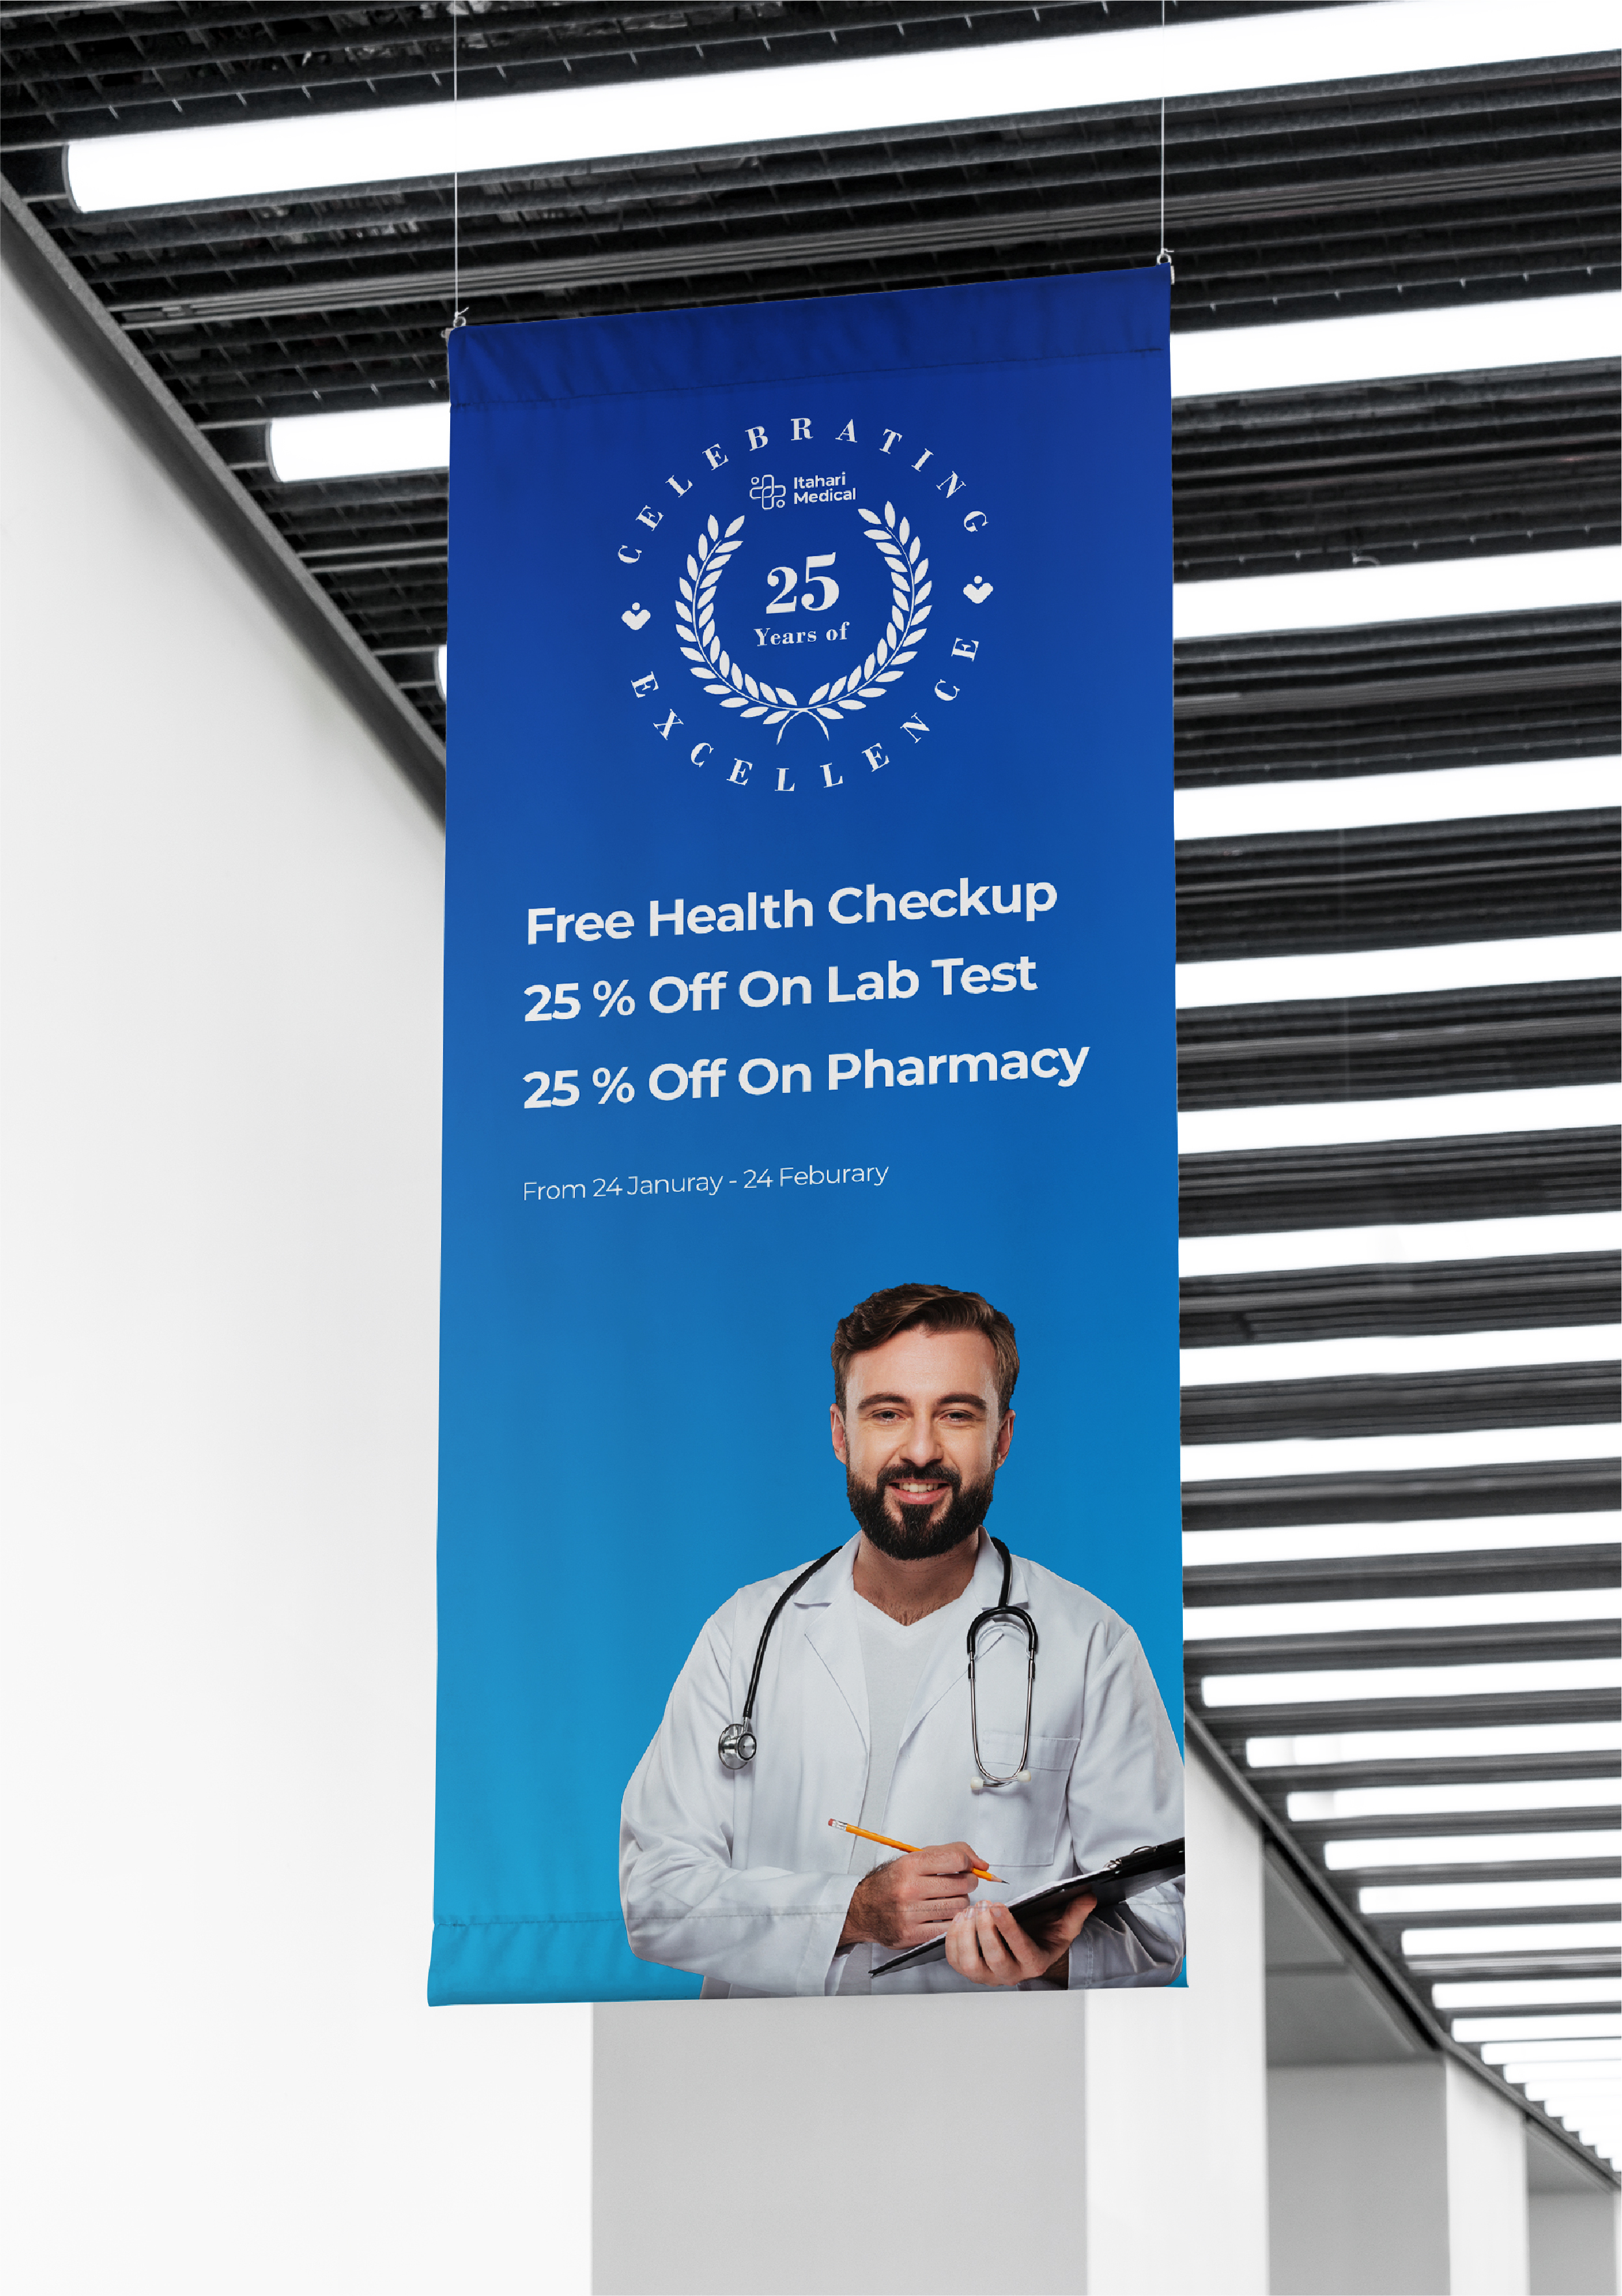 CELEBRATING
Itahari
Medical
25
Years of
EXCELLENCE
Free Health Checkup
25 % Off On Lab Test
25 % Off On Pharmacy
From 24 Januray - 24 Feburary